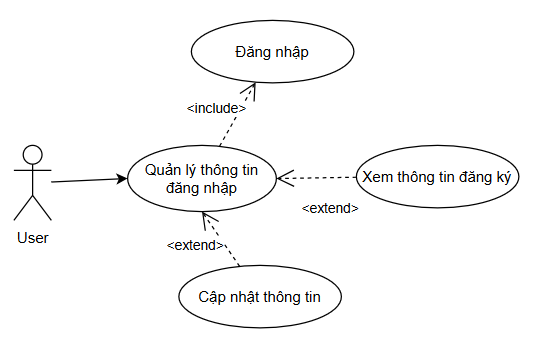 Đăng nhập
<include>
Quản lý thông tin
đăng nhập
Xem thông tin đăng ký
<extend>
User
<extend>
Cập nhật thông tin